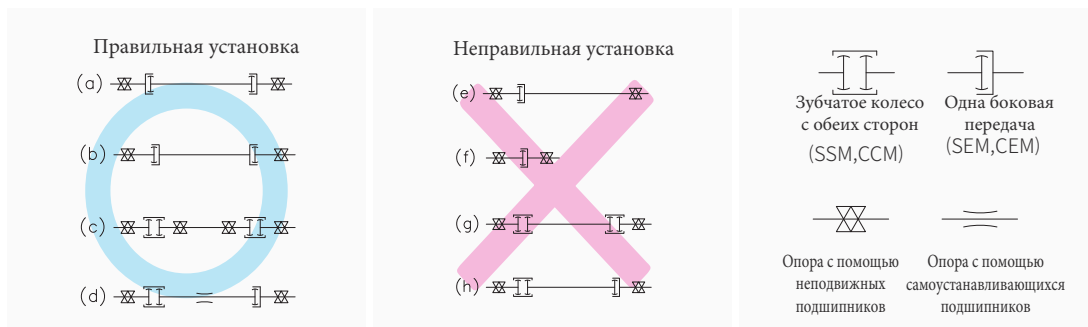 Правильная установка
(a)
(b)
(c)
(d)
Неправильная установка
(e)
(f)
(g)
(h)
Зубчатое колесо
с обеих сторон
(SSM,CCM)
Одна боковая
передача
(SEM,CEM)
Опора с помощью
неподвижных
подшипников
Опора с помощью
самоустанавливающихся
подшипников